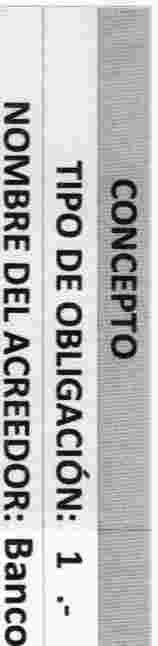 CONCEPTO
TIPO DE OBLIGACIÓN: 1 .-
NOMBRE DEL ACREEDOR: Banco